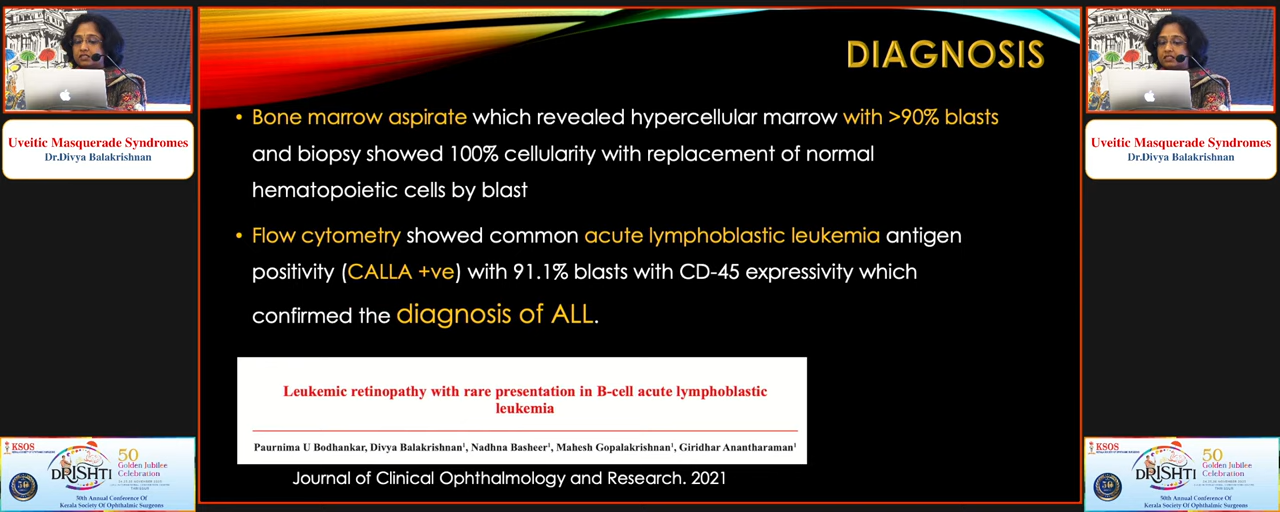 DIAGNOSIS
• Bone marrow aspirate which revealed hypercellular marrow with >90% blasts
and biopsy showed 100% cellularity with replacement of normal
hematopoietic cells by blast
• Flow cytometry showed common acute lymphoblastic leukemia antigen
positivity (CALLA +ve) with 91.1% blasts with CD-45 expressivity which
confirmed the diagnosis of ALL.
Leukemic retinopathy with rare presentation in B-cell acute lymphoblastic
leukemia
Paurnima U Bodhankar, Divya Balakrishnan¹, Nadhna Basheer¹, Mahesh Gopalakrishnan¹, Giridhar Anantharaman¹
Journal of Clinical Ophthalmology and Research. 2021
Uveitic Masquerade Syndromes
Dr.Divya Balakrishnan
KSOS
DRISHTI
50
Golden Jubilee
Celebration
50th Annual Conference Of
Kerala Society Of Ophthalmic Surgeons
Uveitic Masquerade Syndromes
Dr.Divya Balakrishnan
KSOS
DRISHTI
50
Golden Jubilee
Celebration
50th Annual Conference Of
Kerala Society Of Ophthalmic Surgeons